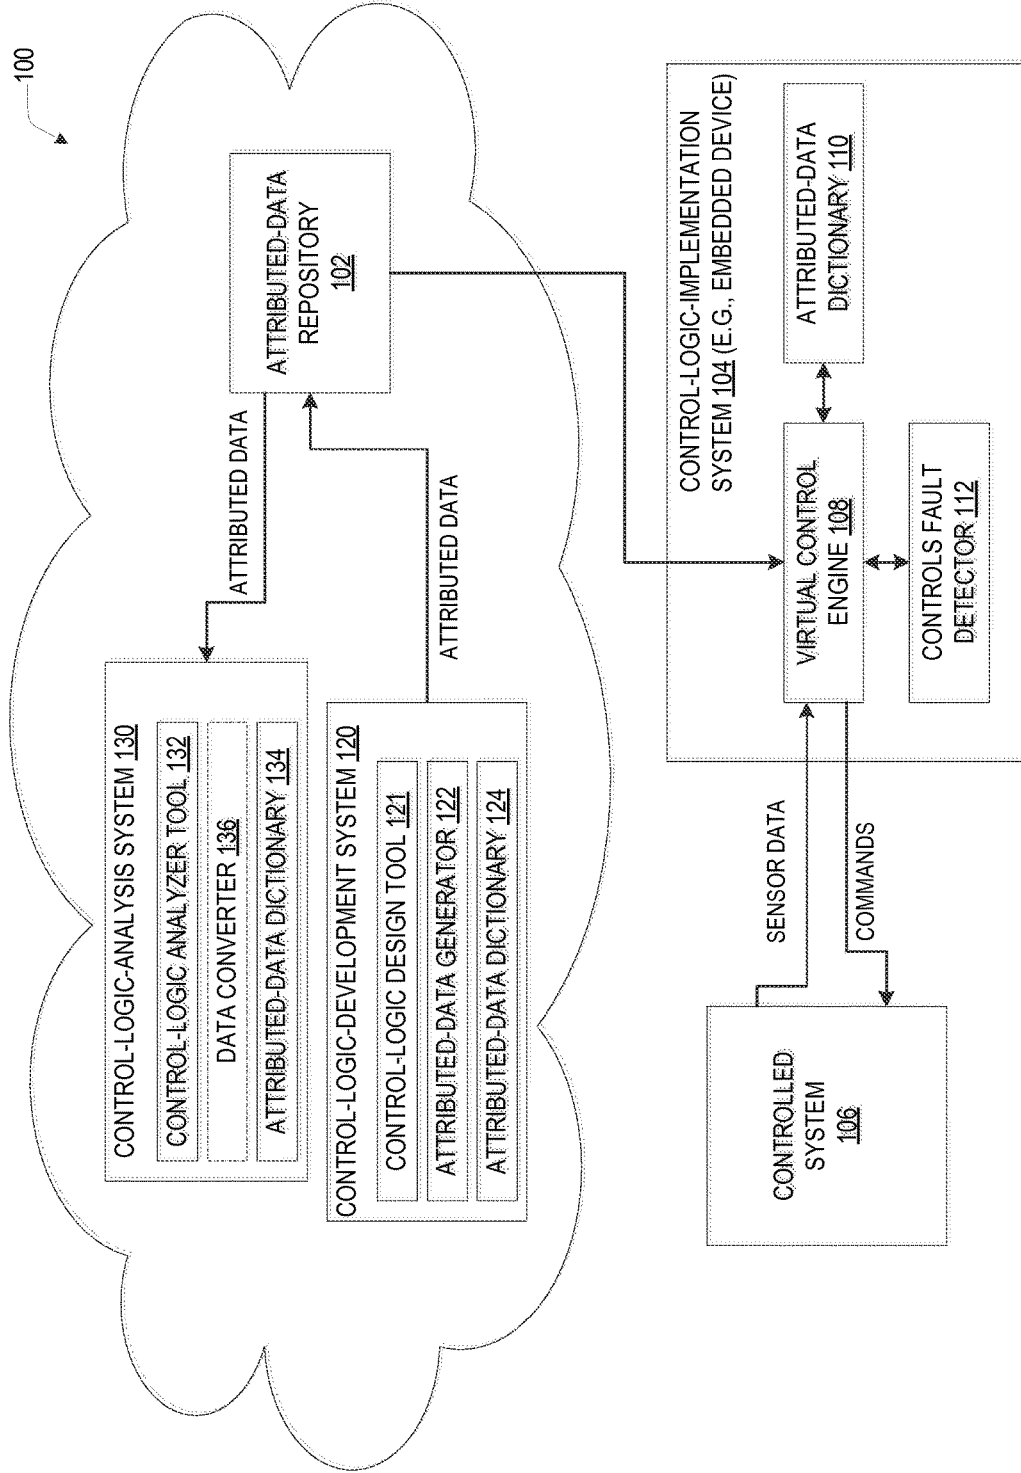 100
CONTROL-LOGIC-ANALYSIS SYSTEM 130
CONTROL-LOGIC ANALYZER TOOL 132
DATA CONVERTER 136
ATTRIBUTED-DATA DICTIONARY 134
ATTRIBUTED DATA
ATTRIBUTED-DATA
REPOSITORY
102
CONTROL-LOGIC-DEVELOPMENT SYSTEM 120
CONTROL-LOGIC DESIGN TOOL 121
ATTRIBUTED-DATA GENERATOR 122
ATTRIBUTED-DATA DICTIONARY 124
ATTRIBUTED DATA
CONTROL-LOGIC-IMPLEMENTATION
SYSTEM 104 (E.G., EMBEDDED DEVICE)
CONTROLLED
SYSTEM
106
SENSOR DATA
COMMANDS
VIRTUAL CONTROL
ENGINE 108
ATTRIBUTED-DATA
DICTIONARY 110
CONTROLS FAULT
DETECTOR 112